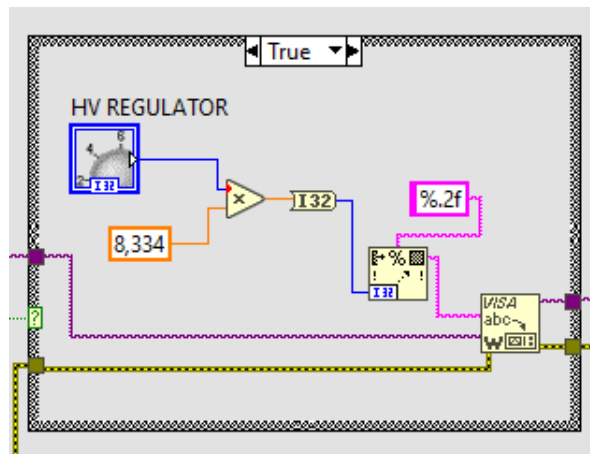 True
HV REGULATOR
6
4
2
I32
×
I32
8,334
%.2f
%
! !
I32
VISA
abc
W
?